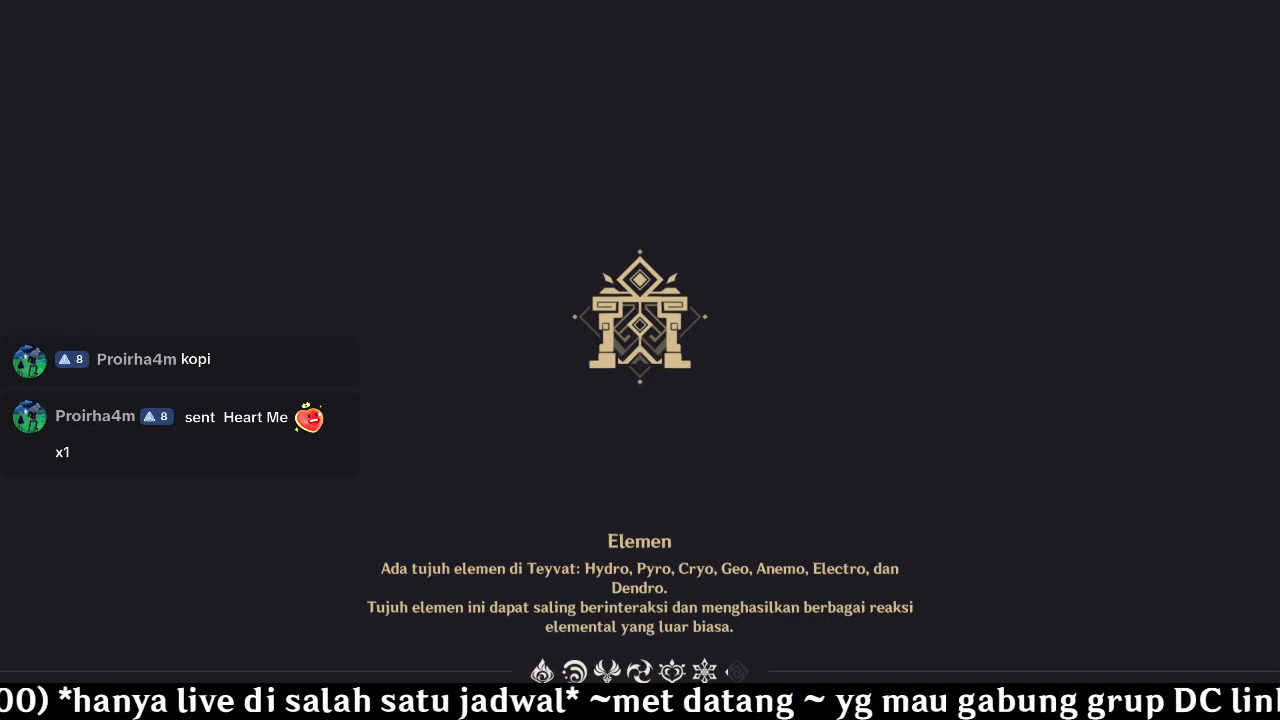 8 Proirha4m kopi
Proirha4m 8 sent Heart Me
x1
Elemen
Ada tujuh elemen di Teyvat: Hydro, Pyro, Cryo, Geo, Anemo, Electro, dan
Dendro.
Tujuh elemen ini dapat saling berinteraksi dan menghasilkan berbagai reaksi
elemental yang luar biasa.
00) *hanya live di salah satu jadwal* ~met datang ~ yg mau gabung grup DC